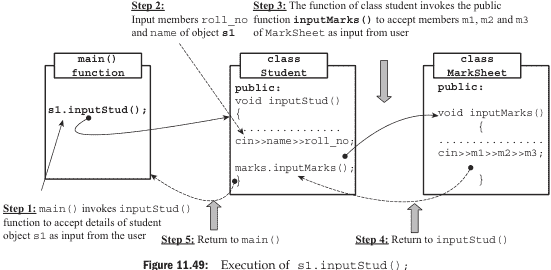 Step 2:
Input members roll_no
and name of object s1
Step 3: The function of class student invokes the public
function inputMarks() to accept members m1, m2 and m3
of MarkSheet as input from user
main()
function
s1.inputStud();
class
Student
public:
void inputStud()
{
................
cin>>name>>roll_no;
marks.inputMarks();
}
class
MarkSheet
public:
void inputMarks()
{
................
cin>>m1>>m2>>m3;
}
Step 1: main() invokes inputStud()
function to accept details of student
object s1 as input from the user
Step 5: Return to main()
Step 4: Return to inputStud()
Figure 11.49: Execution of s1.inputStud();